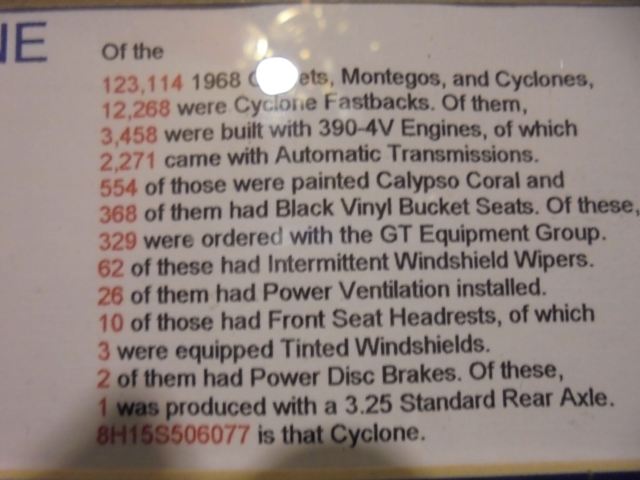 Of the
123,114 1968 Montegos, and Cyclones,
12,268 were Cyclone Fastbacks. Of them,
3,458 were built with 390-4V Engines, of which
2,271 came with Automatic Transmissions.
554 of those were painted Calypso Coral and
368 of them had Black Vinyl Bucket Seats. Of these,
329 were ordered with the GT Equipment Group.
62 of these had Intermittent Windshield Wipers.
26 of them had Power Ventilation installed.
10 of those had Front Seat Headrests, of which
3 were equipped Tinted Windshields.
2 of them had Power Disc Brakes. Of these,
1 was produced with a 3.25 Standard Rear Axle.
8H15S506077 is that Cyclone.